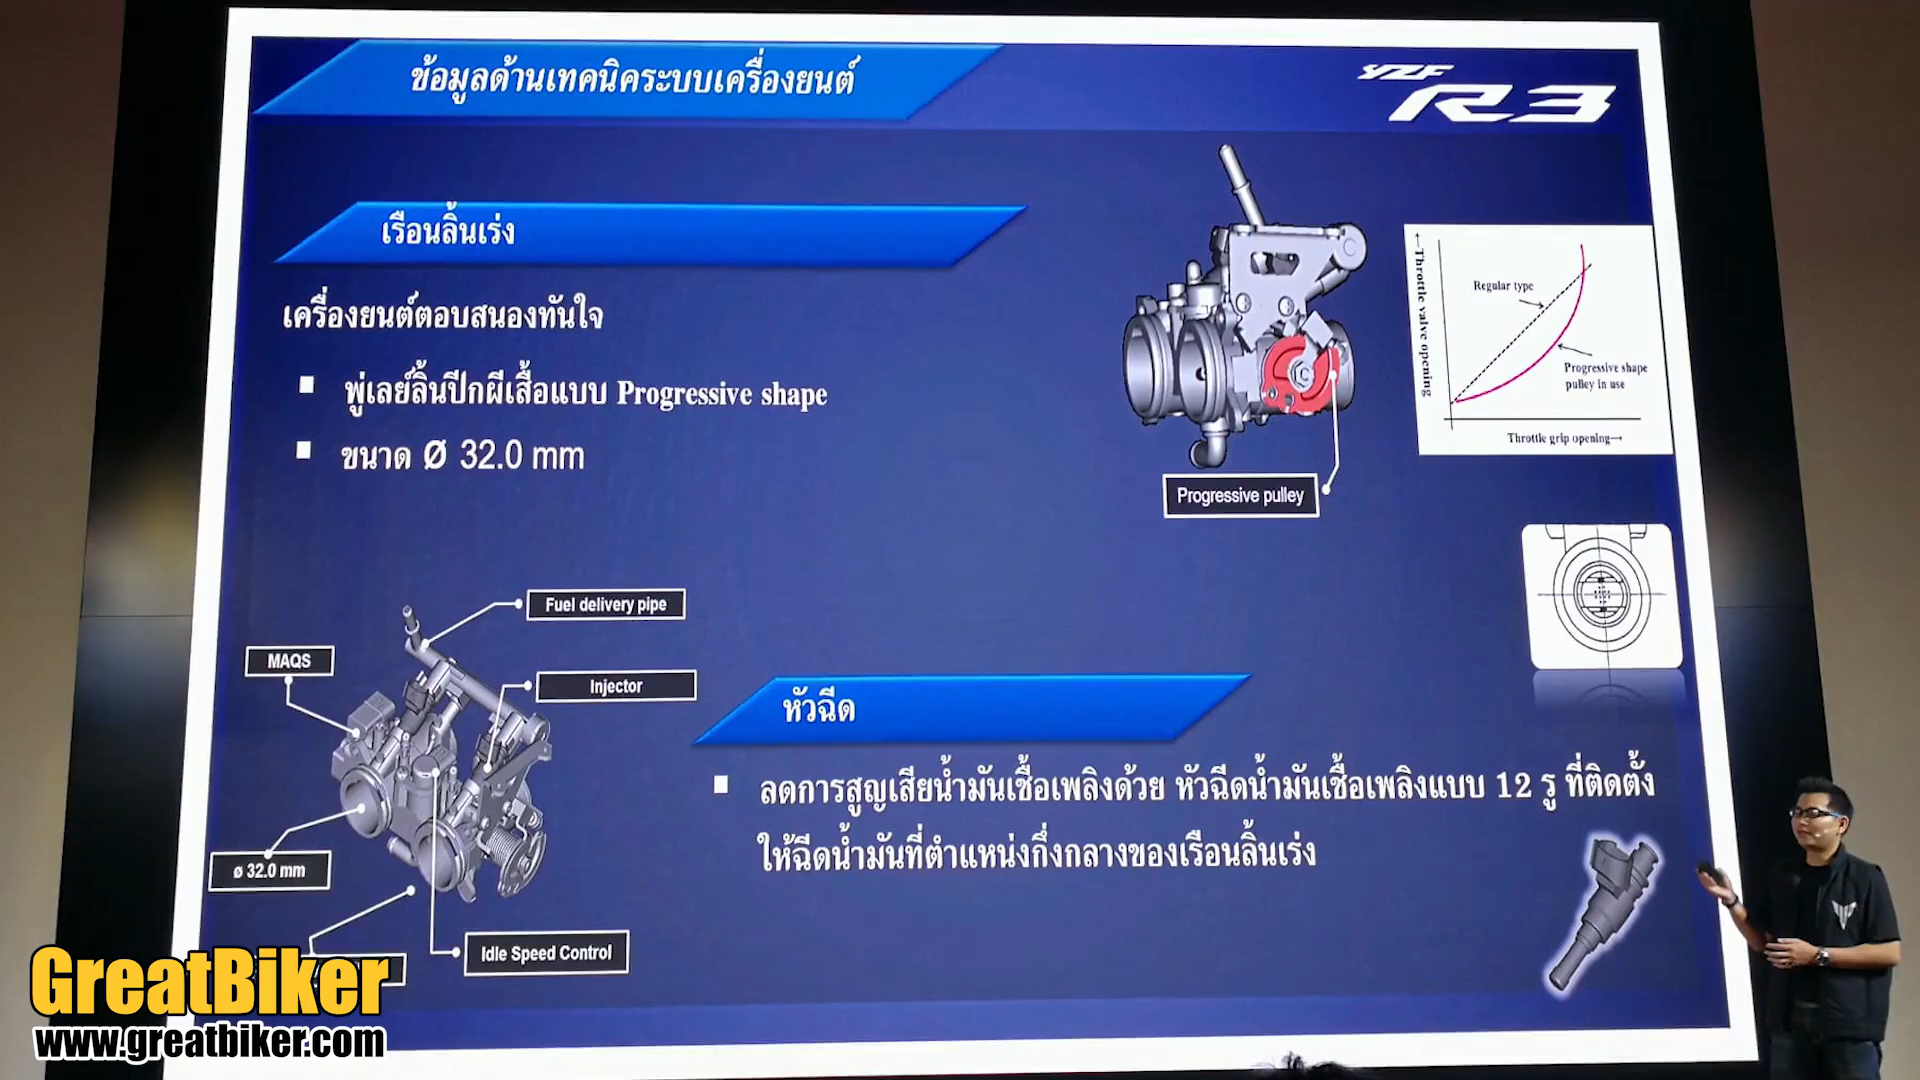 ข้อมูลด้านเทคนิคระบบเครื่องยนต์
YZF
R3
เรือนลิ้นเร่ง
เครื่องยนต์ตอบสนองทันใจ
พู่เลย์ลิ้นปีกผีเสื้อแบบ Progressive shape
ขนาด Ø 32.0 mm
Progressive pulley
←Throttle valve opening
Regular type
Progressive shape
pulley in use
Throttle grip opening→
Fuel delivery pipe
MAQS
Injector
ø 32.0 mm
Idle Speed Control
หัวฉีด
ลดการสูญเสียน้ำมันเชื้อเพลิงด้วย หัวฉีดน้ำมันเชื้อเพลิงแบบ 12 รู ที่ติดตั้ง
ให้ฉีดน้ำมันที่ตำแหน่งกึ่งกลางของเรือนลิ้นเร่ง
GreatBiker
www.greatbiker.com